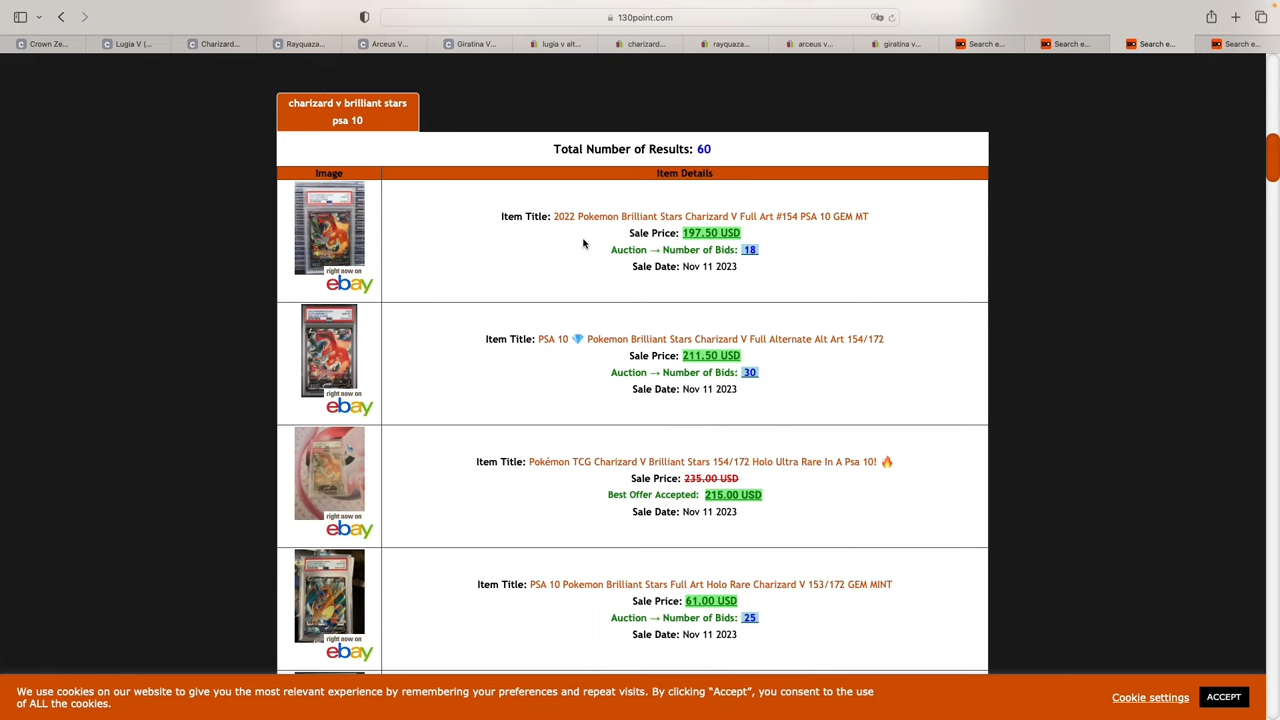 130point.com
Crown Ze...
Lugia V (...
Charizard...
Rayquaza...
Arceus V...
Giratina V...
lugia v alt...
charizard...
rayquaza...
arceus v...
giratina v...
Search e...
Search e...
Search e...
Search e...
charizard v brilliant stars
psa 10
Total Number of Results: 60
Image
Item Details
Item Title: 2022 Pokemon Brilliant Stars Charizard V Full Art #154 PSA 10 GEM MT
Sale Price: 197.50 USD
Auction → Number of Bids: 18
Sale Date: Nov 11 2023
right now on
ebay
Item Title: PSA 10 💎 Pokemon Brilliant Stars Charizard V Full Alternate Alt Art 154/172
Sale Price: 211.50 USD
Auction → Number of Bids: 30
Sale Date: Nov 11 2023
right now on
ebay
Item Title: Pokémon TCG Charizard V Brilliant Stars 154/172 Holo Ultra Rare In A Psa 10! 🔥
Sale Price: 235.00 USD
Best Offer Accepted: 215.00 USD
Sale Date: Nov 11 2023
right now on
ebay
Item Title: PSA 10 Pokemon Brilliant Stars Full Art Holo Rare Charizard V 153/172 GEM MINT
Sale Price: 61.00 USD
Auction → Number of Bids: 25
Sale Date: Nov 11 2023
right now on
ebay
We use cookies on our website to give you the most relevant experience by remembering your preferences and repeat visits. By clicking “Accept”, you consent to the use
of ALL the cookies.
Cookie settings
ACCEPT